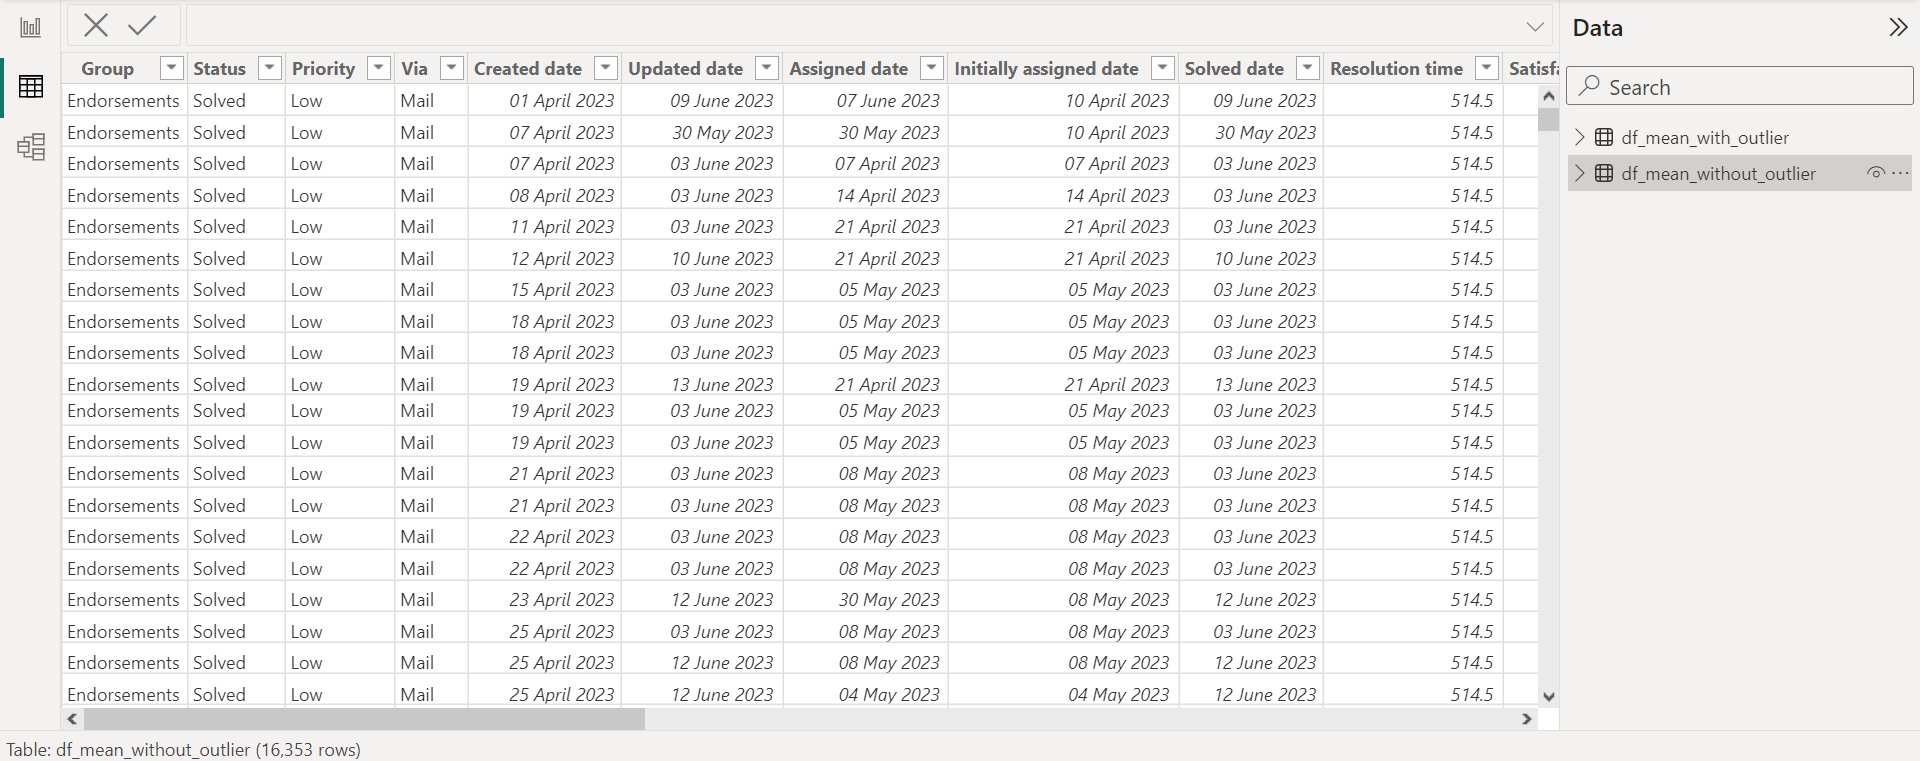 Data
Group Status Priority Via Created date Updated date Assigned date Initially assigned date Solved date Resolution time Satisfa
Search
Endorsements Solved Low Mail 01 April 2023 09 June 2023 07 June 2023 10 April 2023 09 June 2023 514.5
Endorsements Solved Low Mail 07 April 2023 30 May 2023 30 May 2023 10 April 2023 30 May 2023 514.5
df_mean_with_outlier
Endorsements Solved Low Mail 07 April 2023 03 June 2023 07 April 2023 07 April 2023 03 June 2023 514.5
df_mean_without_outlier
Endorsements Solved Low Mail 08 April 2023 03 June 2023 14 April 2023 14 April 2023 03 June 2023 514.5
Endorsements Solved Low Mail 11 April 2023 03 June 2023 21 April 2023 21 April 2023 03 June 2023 514.5
Endorsements Solved Low Mail 12 April 2023 10 June 2023 21 April 2023 21 April 2023 10 June 2023 514.5
Endorsements Solved Low Mail 15 April 2023 03 June 2023 05 May 2023 05 May 2023 03 June 2023 514.5
Endorsements Solved Low Mail 18 April 2023 03 June 2023 05 May 2023 05 May 2023 03 June 2023 514.5
Endorsements Solved Low Mail 18 April 2023 03 June 2023 05 May 2023 05 May 2023 03 June 2023 514.5
Endorsements Solved Low Mail 19 April 2023 13 June 2023 21 April 2023 21 April 2023 13 June 2023 514.5
Endorsements Solved Low Mail 19 April 2023 03 June 2023 05 May 2023 05 May 2023 03 June 2023 514.5
Endorsements Solved Low Mail 19 April 2023 03 June 2023 05 May 2023 05 May 2023 03 June 2023 514.5
Endorsements Solved Low Mail 21 April 2023 03 June 2023 08 May 2023 08 May 2023 03 June 2023 514.5
Endorsements Solved Low Mail 21 April 2023 03 June 2023 08 May 2023 08 May 2023 03 June 2023 514.5
Endorsements Solved Low Mail 22 April 2023 03 June 2023 08 May 2023 08 May 2023 03 June 2023 514.5
Endorsements Solved Low Mail 22 April 2023 03 June 2023 08 May 2023 08 May 2023 03 June 2023 514.5
Endorsements Solved Low Mail 23 April 2023 12 June 2023 30 May 2023 08 May 2023 12 June 2023 514.5
Endorsements Solved Low Mail 25 April 2023 03 June 2023 08 May 2023 08 May 2023 03 June 2023 514.5
Endorsements Solved Low Mail 25 April 2023 12 June 2023 08 May 2023 08 May 2023 12 June 2023 514.5
Endorsements Solved Low Mail 25 April 2023 12 June 2023 04 May 2023 04 May 2023 12 June 2023 514.5
Table: df_mean_without_outlier (16,353 rows)